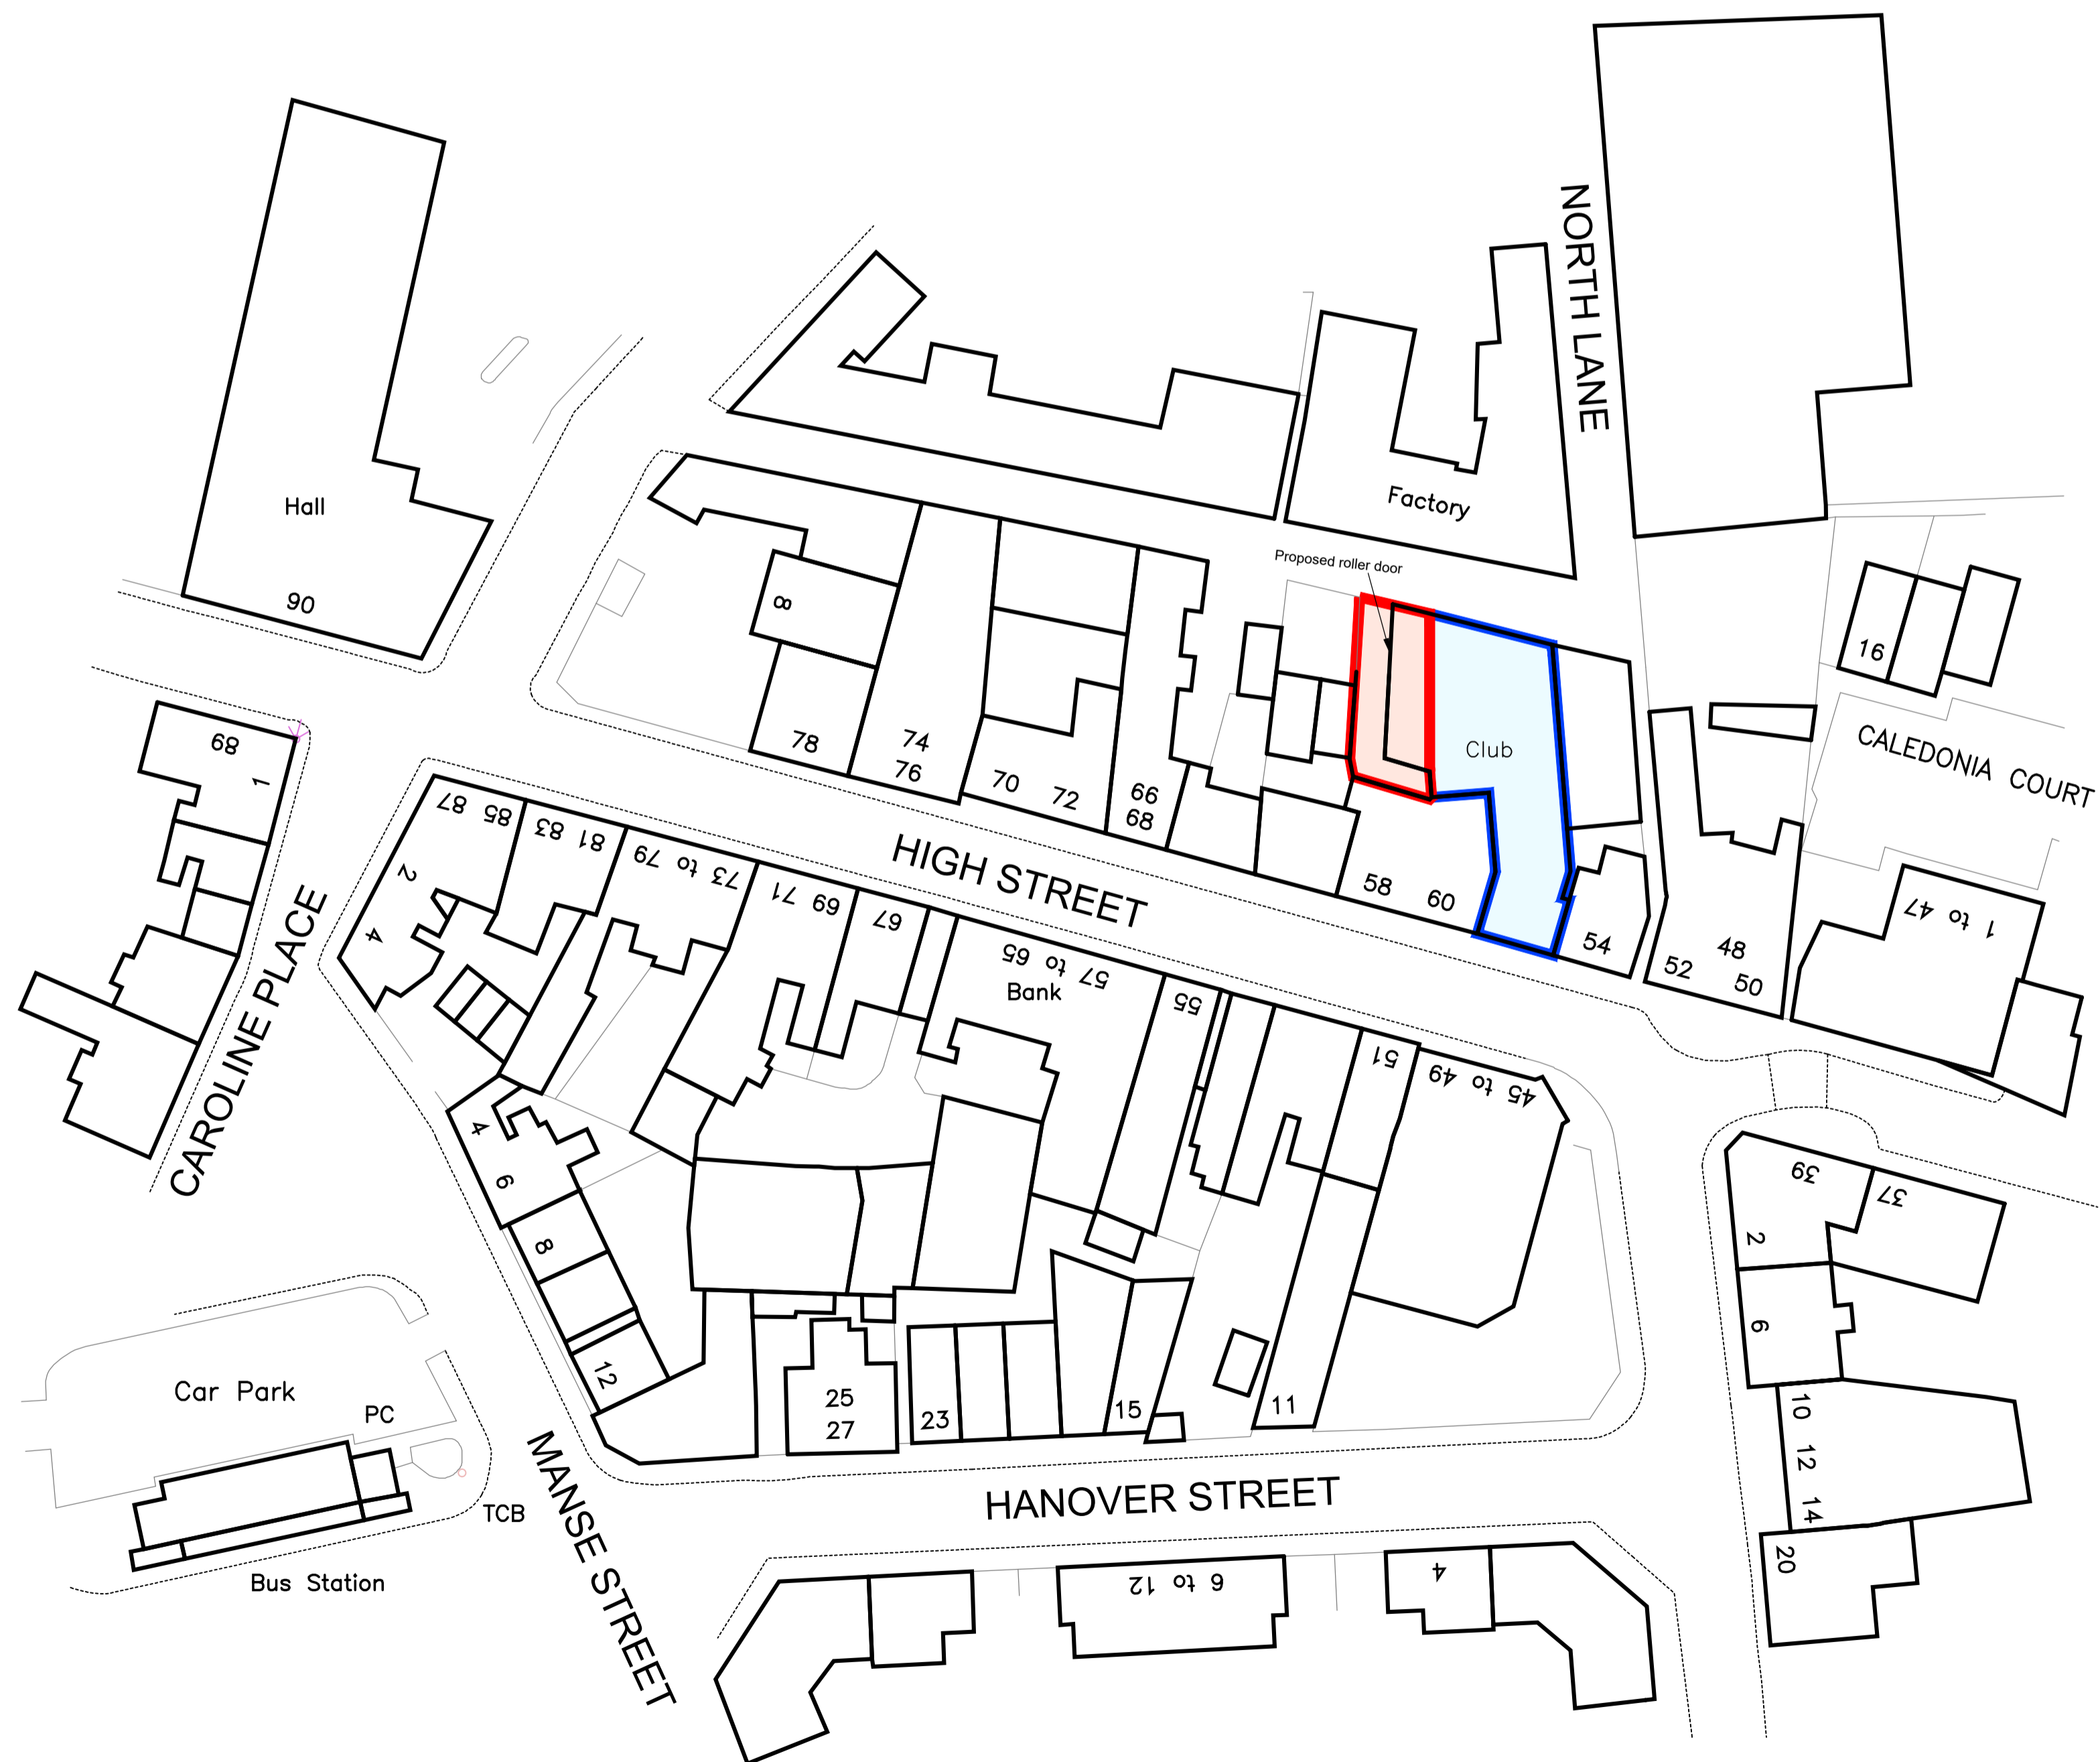 NORTH LANE
Hall
90
Factory
Proposed roller door
8
16
Club
CALEDONIA COURT
89
1
78
74
76
70
72
66
68
58
60
54
52
48
50
1 to 47
87
85
83
81
73 to 79
71
69
67
HIGH STREET
57 to 65
Bank
55
51
45 to 49
2
4
CAROLINE PLACE
4
6
8
12
39
37
2
6
10
12
14
20
Car Park
PC
25
27
23
15
11
TCB
Bus Station
MANSE STREET
HANOVER STREET
6 to 12
4